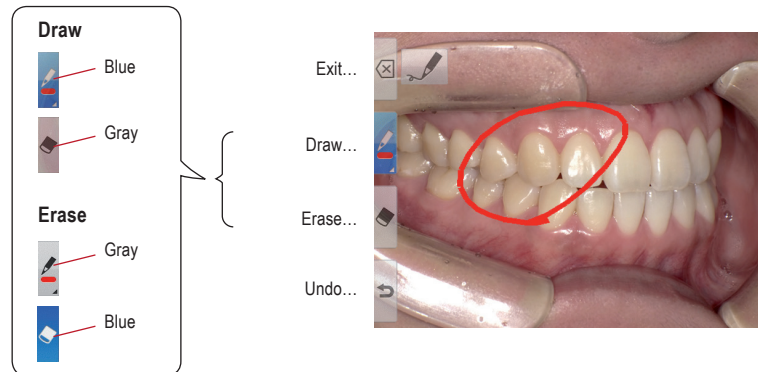 Draw
Blue
Gray
Erase
Gray
Blue
Exit…
Draw…
Erase…
Undo…